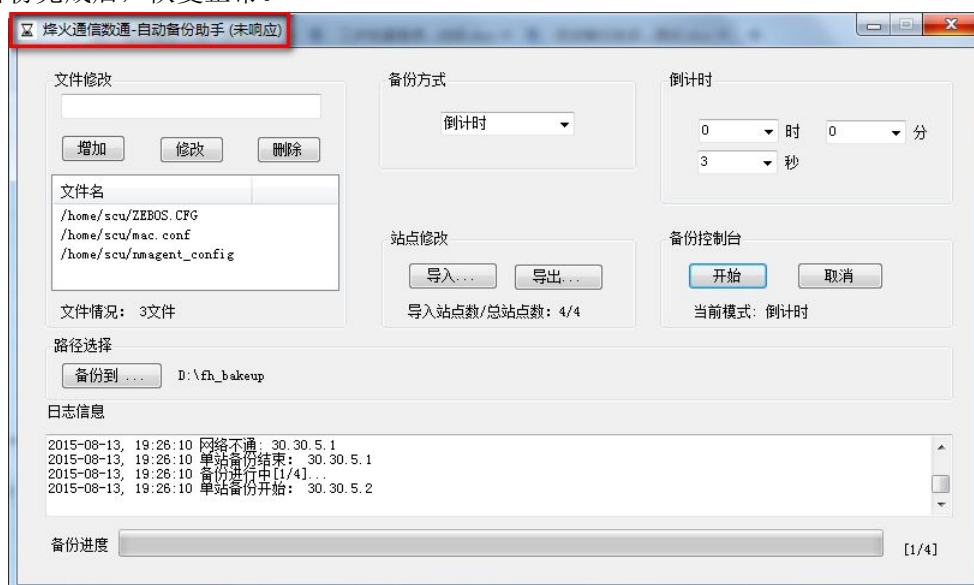 份完成后，恢复正常。
烽火通信数通-自动备份助手 (未响应)
文件修改
增加 修改 删除
文件名
/home/scu/ZEBOS.CFG
/home/scu/mac.conf
/home/scu/nmagent_config
文件情况： 3文件
备份方式
倒计时
倒计时
0 时 0 分
3 秒
站点修改
导入... 导出...
导入站点数/总站点数：4/4
备份控制台
开始 取消
当前模式：倒计时
路径选择
备份到 ... D:\fh_bakeup
日志信息
2015-08-13, 19:26:10 网络不通: 30.30.5.1
2015-08-13, 19:26:10 单站备份结束： 30.30.5.1
2015-08-13, 19:26:10 备份进行中[1/4]...
2015-08-13, 19:26:10 单站备份开始： 30.30.5.2
备份进度 [1/4]